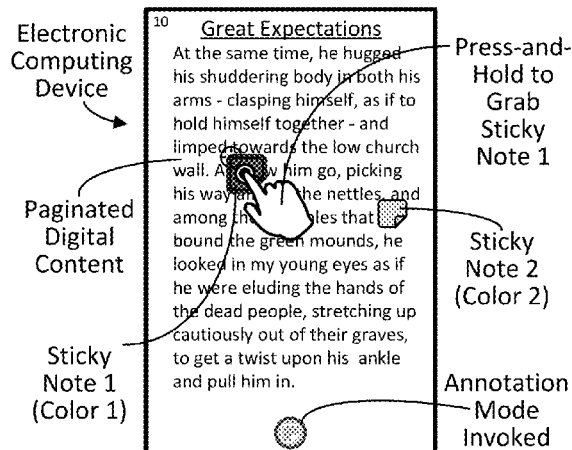 Electronic
Computing
Device
Paginated
Digital
Content
Sticky
Note 1
(Color 1)
10
Great Expectations
At the same time, he hugged
his shuddering body in both his
arms - clasping himself, as if to
hold himself together - and
limped towards the low church
wall. him go, picking
his way the nettles, and
among that
bound the green mounds, he
looked in my young eyes as if
he were eluding the hands of
the dead people, stretching up
cautiously out of their graves,
to get a twist upon his ankle
and pull him in.
Press-and-
Hold to
Grab
Sticky
Note 1
Sticky
Note 2
(Color 2)
Annotation
Mode
Invoked